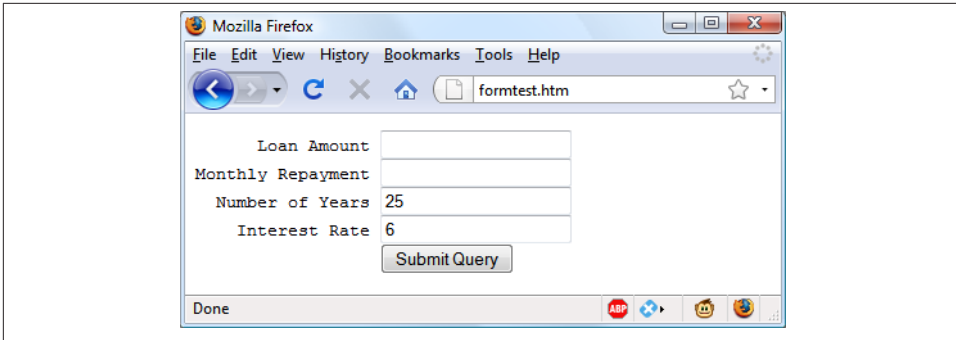 Mozilla Firefox
File Edit View History Bookmarks Tools Help
formtest.htm
Loan Amount
Monthly Repayment
Number of Years 25
Interest Rate 6
Submit Query
Done ABP